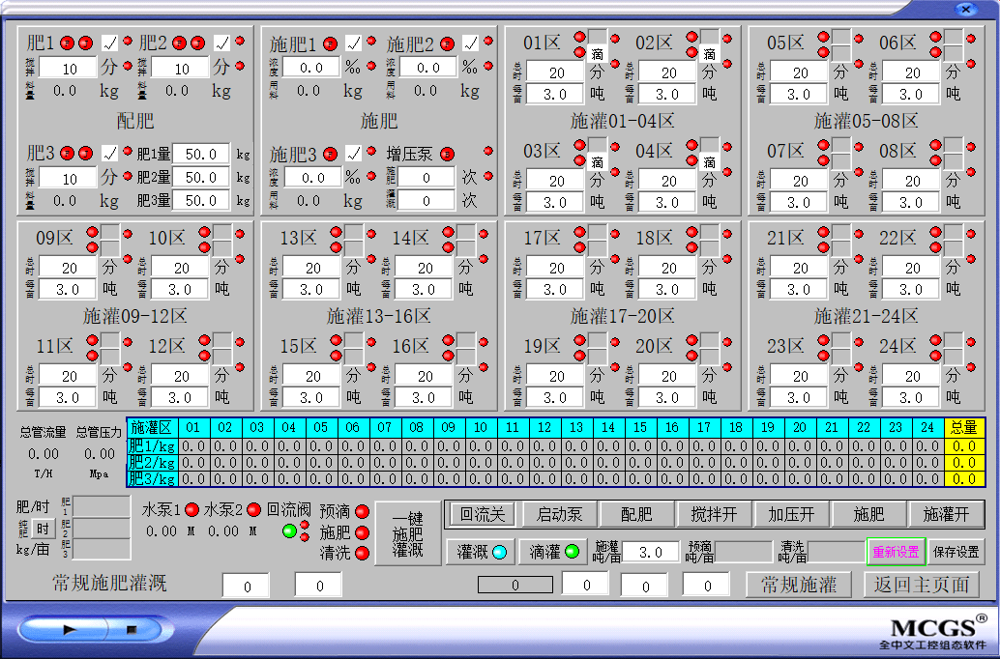 肥1 肥2 施肥1 施肥2 01区 滴 02区 滴 05区 06区
搅拌 10 分 搅拌 10 分 浓度 0.0 ‰ 浓度 0.0 ‰ 总时 20 分 总时 20 分 总时 20 分 总时 20 分
料量 0.0 kg 料量 0.0 kg 用料 0.0 kg 用料 0.0 kg 每亩 3.0 吨 每亩 3.0 吨 每亩 3.0 吨 每亩 3.0 吨
配肥 施肥 施灌01-04区 施灌05-08区
肥3 肥1量 50.0 kg 施肥3 增压泵 03区 滴 04区 滴 07区 08区
搅拌 10 分 肥2量 50.0 kg 浓度 0.0 ‰ 施肥 0 次 总时 20 分 总时 20 分 总时 20 分 总时 20 分
料量 0.0 kg 肥3量 50.0 kg 用料 0.0 kg 灌溉 0 次 每亩 3.0 吨 每亩 3.0 吨 每亩 3.0 吨 每亩 3.0 吨
09区 10区 13区 14区 17区 18区 21区 22区
总时 20 分 总时 20 分 总时 20 分 总时 20 分 总时 20 分 总时 20 分 总时 20 分 总时 20 分
每亩 3.0 吨 每亩 3.0 吨 每亩 3.0 吨 每亩 3.0 吨 每亩 3.0 吨 每亩 3.0 吨 每亩 3.0 吨 每亩 3.0 吨
施灌09-12区 施灌13-16区 施灌17-20区 施灌21-24区
11区 12区 15区 16区 19区 20区 23区 24区
总时 20 分 总时 20 分 总时 20 分 总时 20 分 总时 20 分 总时 20 分 总时 20 分 总时 20 分
每亩 3.0 吨 每亩 3.0 吨 每亩 3.0 吨 每亩 3.0 吨 每亩 3.0 吨 每亩 3.0 吨 每亩 3.0 吨 每亩 3.0 吨
总管流量 总管压力
0.00 0.00
T/H Mpa
施灌区 01 02 03 04 05 06 07 08 09 10 11 12 13 14 15 16 17 18 19 20 21 22 23 24 总量
肥1/kg 0.0 0.0 0.0 0.0 0.0 0.0 0.0 0.0 0.0 0.0 0.0 0.0 0.0 0.0 0.0 0.0 0.0 0.0 0.0 0.0 0.0 0.0 0.0 0.0 0.0
肥2/kg 0.0 0.0 0.0 0.0 0.0 0.0 0.0 0.0 0.0 0.0 0.0 0.0 0.0 0.0 0.0 0.0 0.0 0.0 0.0 0.0 0.0 0.0 0.0 0.0 0.0
肥3/kg 0.0 0.0 0.0 0.0 0.0 0.0 0.0 0.0 0.0 0.0 0.0 0.0 0.0 0.0 0.0 0.0 0.0 0.0 0.0 0.0 0.0 0.0 0.0 0.0 0.0
肥/时 肥1
纯肥 时 肥2
kg/亩 肥3
水泵1 水泵2 回流阀 预滴
0.00 M 0.00 M 施肥
清洗
一键
施肥
灌溉
回流关 启动泵 配肥 搅拌开 加压开 施肥 施灌开
灌溉 滴灌 施灌吨/亩 3.0 预滴吨/亩 清洗吨/亩 重新设置 保存设置
常规施肥灌溉 0 0 0 0 0 0 常规施灌 返回主页面
MCGS®
全中文工控组态软件